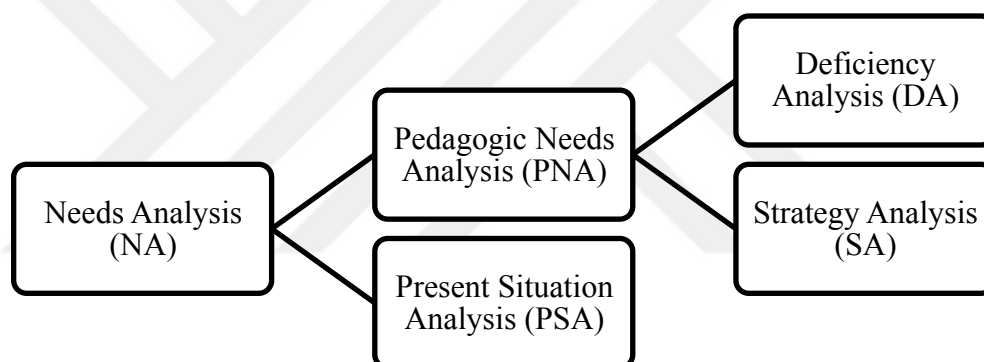 Needs Analysis
(NA)
Pedagogic Needs
Analysis (PNA)
Present Situation
Analysis (PSA)
Deficiency
Analysis (DA)
Strategy Analysis
(SA)